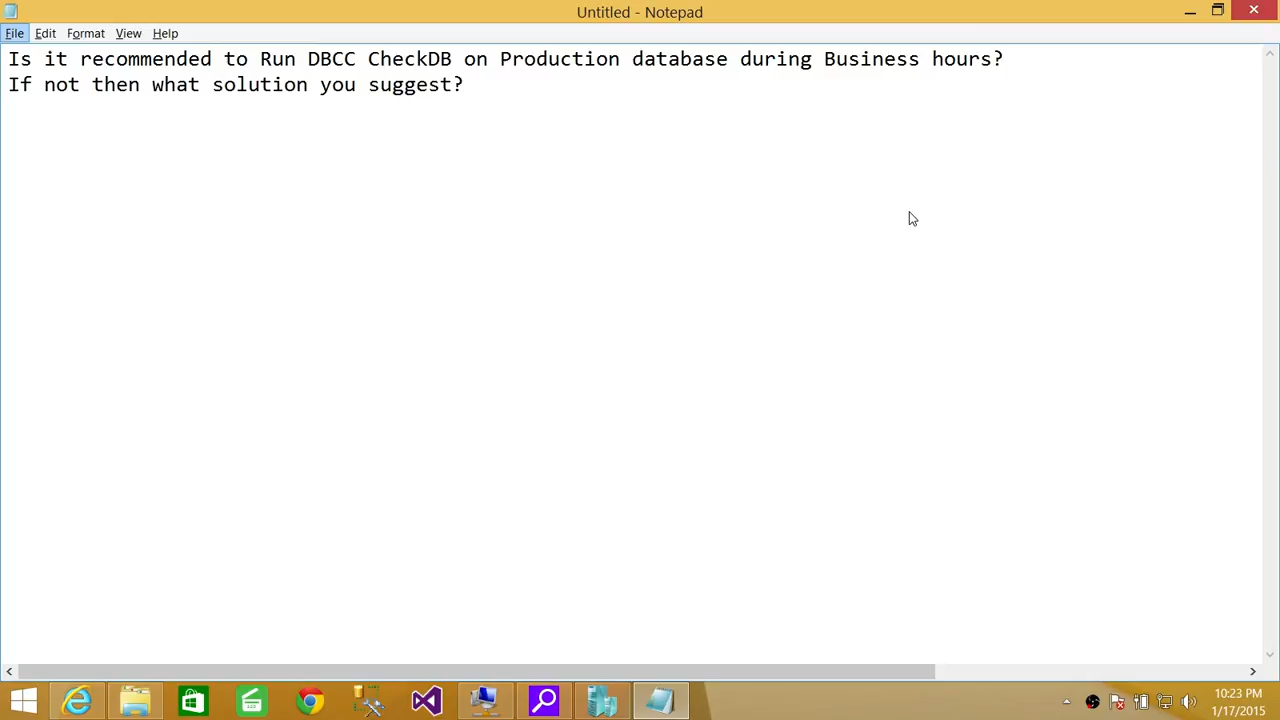 Untitled - Notepad
File Edit Format View Help
Is it recommended to Run DBCC CheckDB on Production database during Business hours?
If not then what solution you suggest?
10:23 PM
1/17/2015